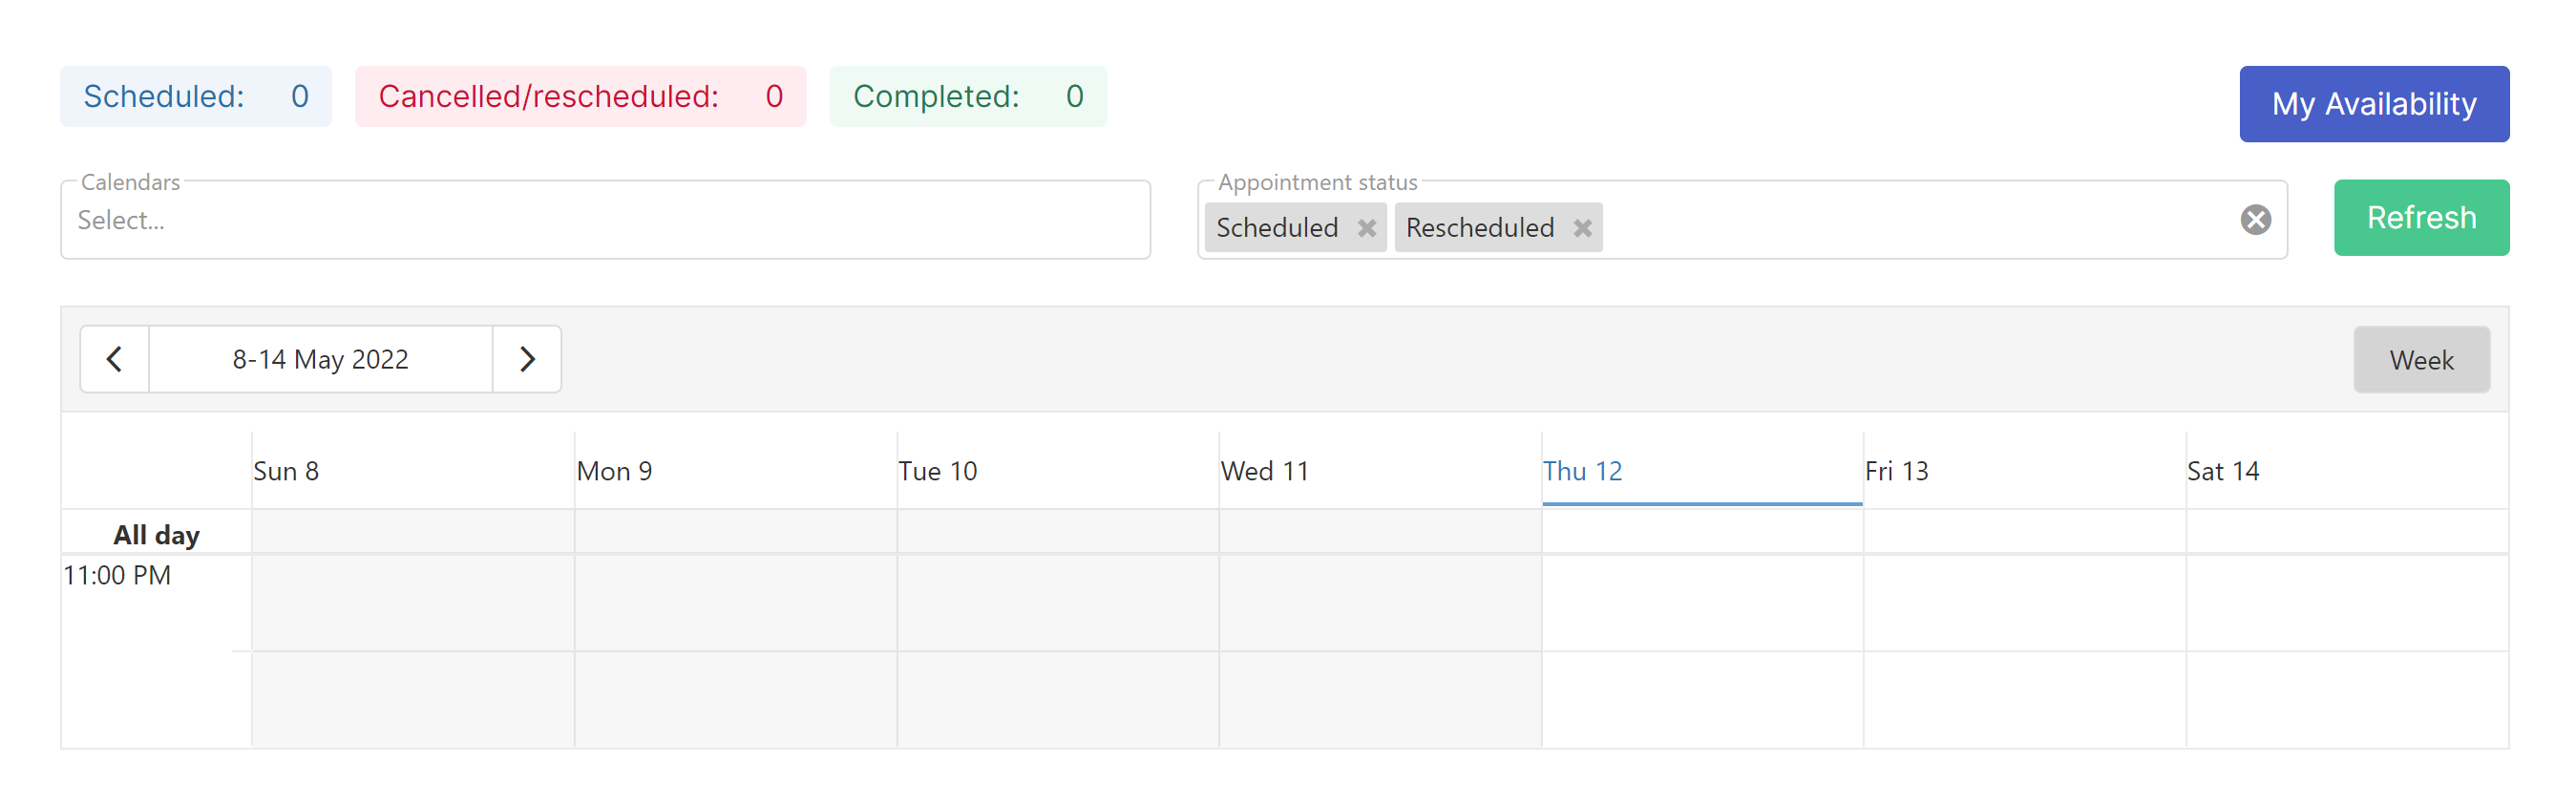 Scheduled: 0 Cancelled/rescheduled: 0 Completed: 0
My Availability
Calendars
Select...
Appointment status
Scheduled Rescheduled
Refresh
8-14 May 2022
Week
Sun 8 Mon 9 Tue 10 Wed 11 Thu 12 Fri 13 Sat 14
All day
11:00 PM